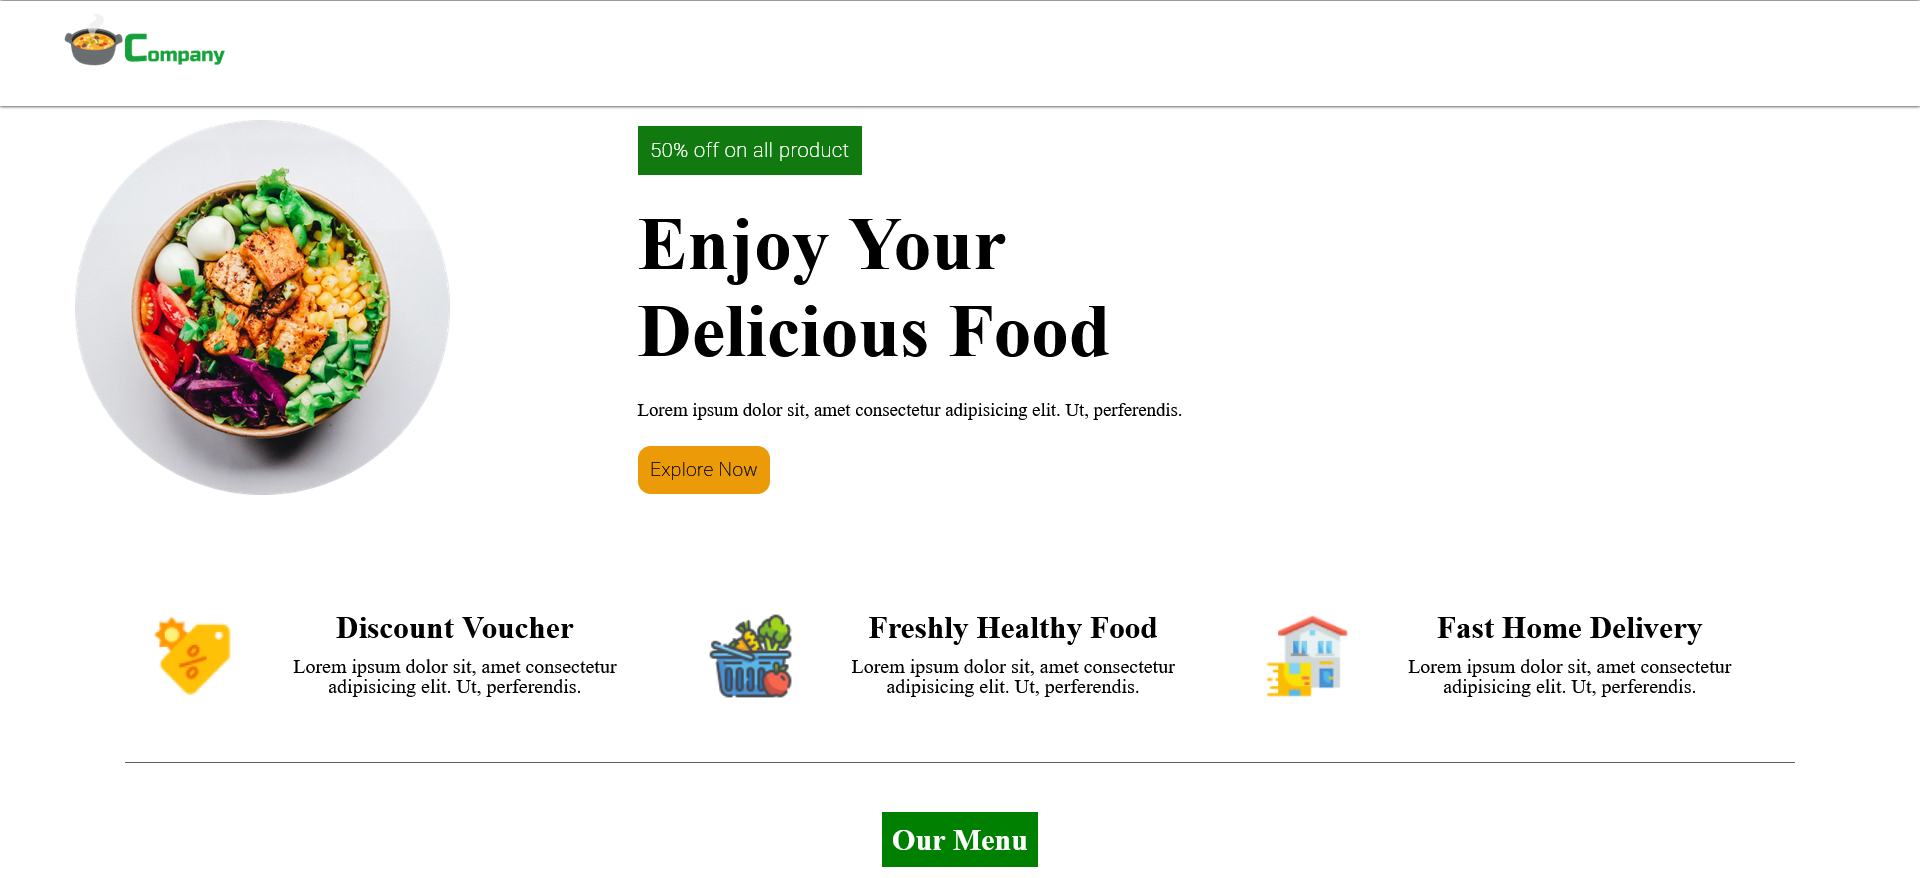 Company
50% off on all product
Enjoy Your
Delicious Food
Lorem ipsum dolor sit, amet consectetur adipisicing elit. Ut, perferendis.
Explore Now
Discount Voucher
Lorem ipsum dolor sit, amet consectetur
adipisicing elit. Ut, perferendis.
Freshly Healthy Food
Lorem ipsum dolor sit, amet consectetur
adipisicing elit. Ut, perferendis.
Fast Home Delivery
Lorem ipsum dolor sit, amet consectetur
adipisicing elit. Ut, perferendis.
Our Menu